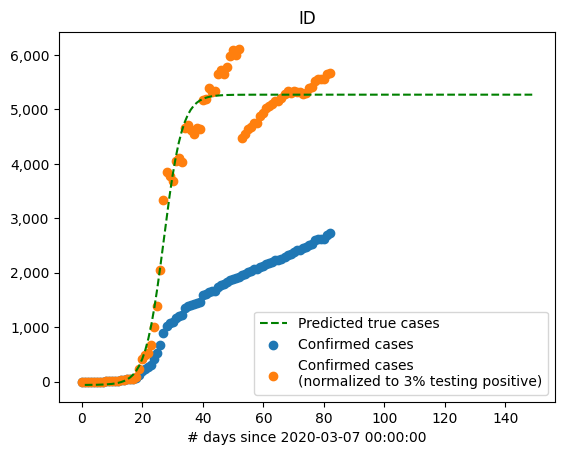 ID
6,000
5,000
4,000
3,000
2,000
1,000
0
0 20 40 60 80 100 120 140
# days since 2020-03-07 00:00:00
Predicted true cases
Confirmed cases
Confirmed cases
(normalized to 3% testing positive)